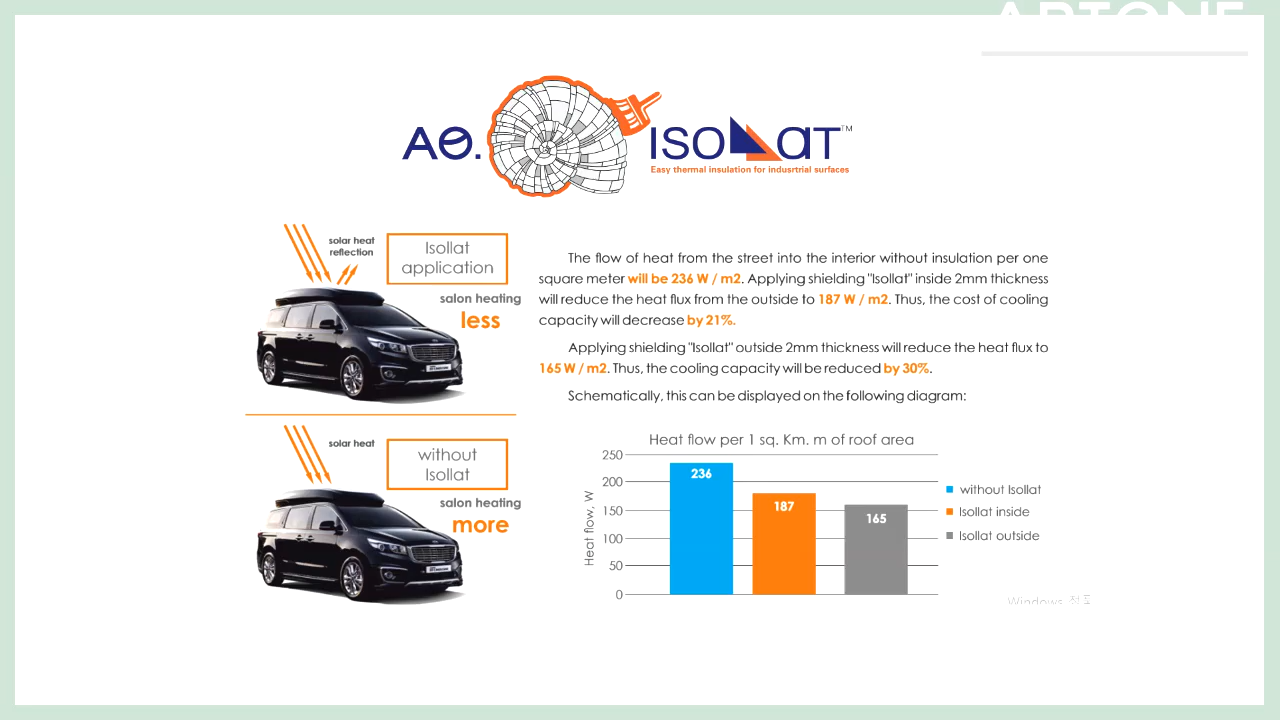 ARTONE
AΘ.
ISOLLAT™
Easy thermal insulation for indusrtrial surfaces
solar heat
reflection
Isollat
application
salon heating
less
The flow of heat from the street into the interior without insulation per one
square meter will be 236 W / m2. Applying shielding "Isollat" inside 2mm thickness
will reduce the heat flux from the outside to 187 W / m2. Thus, the cost of cooling
capacity will decrease by 21%.
Applying shielding "Isollat" outside 2mm thickness will reduce the heat flux to
165 W / m2. Thus, the cooling capacity will be reduced by 30%.
Schematically, this can be displayed on the following diagram:
solar heat
without
Isollat
salon heating
more
Heat flow per 1 sq. Km. m of roof area
Heat flow, W
250
200
150
100
50
0
236
187
165
without Isollat
Isollat inside
Isollat outside
Windows